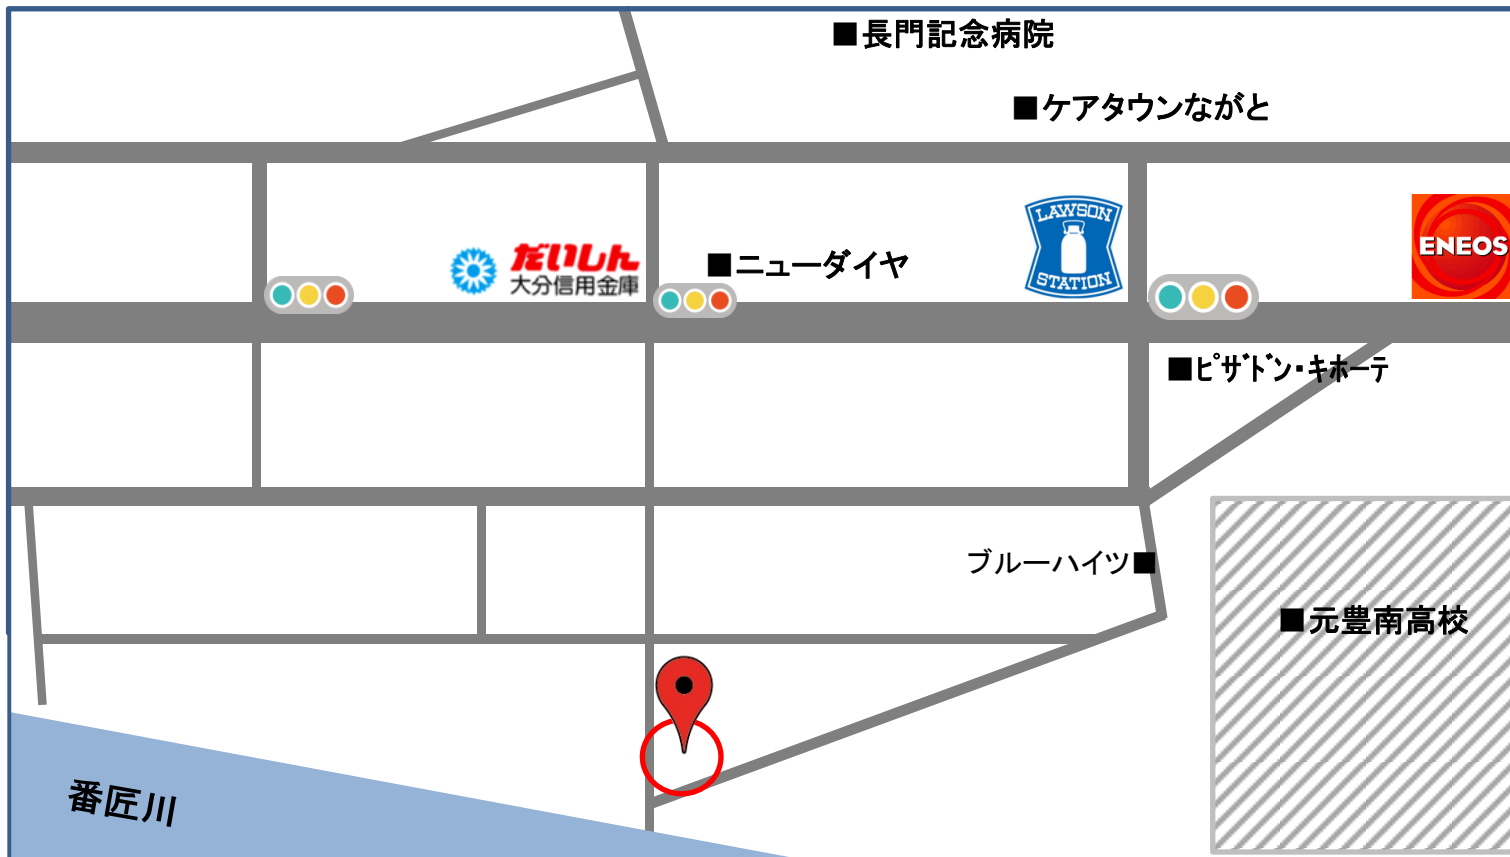 ■長門記念病院
■ケアタウンながと
LAWSON
STATION
ENEOS
だいしん
大分信用金庫
■ニューダイヤ
■ピザドン・キホーテ
ブルーハイツ■
■元豊南高校
番匠川